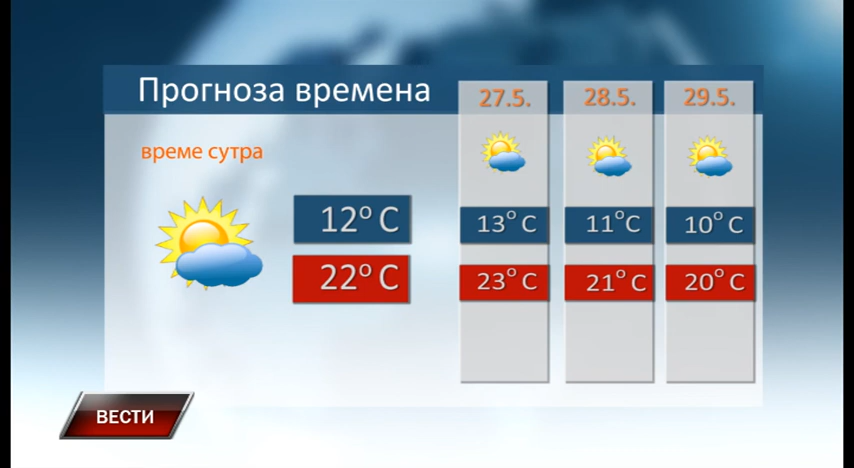 Прогноза времена
време сутра
12° C
22° C
27.5.
28.5.
29.5.
13° C
11°C
10° C
23° C
21° C
20° C
ВЕСТИ